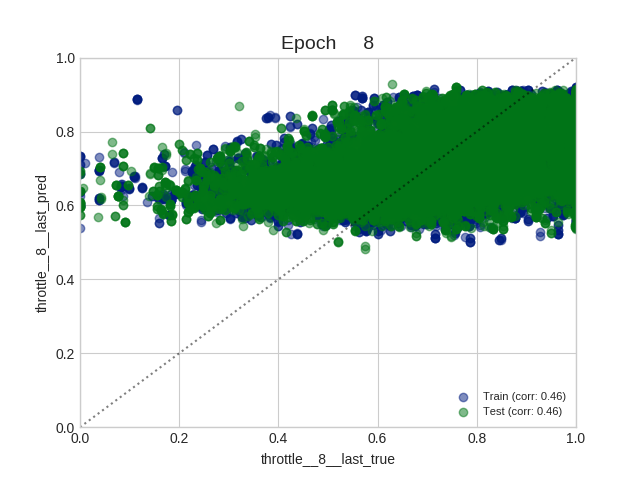 Epoch 8
1.0
0.8
0.6
0.4
0.2
0.0
throttle__8__last_pred
Train (corr: 0.46)
Test (corr: 0.46)
0.0 0.2 0.4 0.6 0.8 1.0
throttle__8__last_true